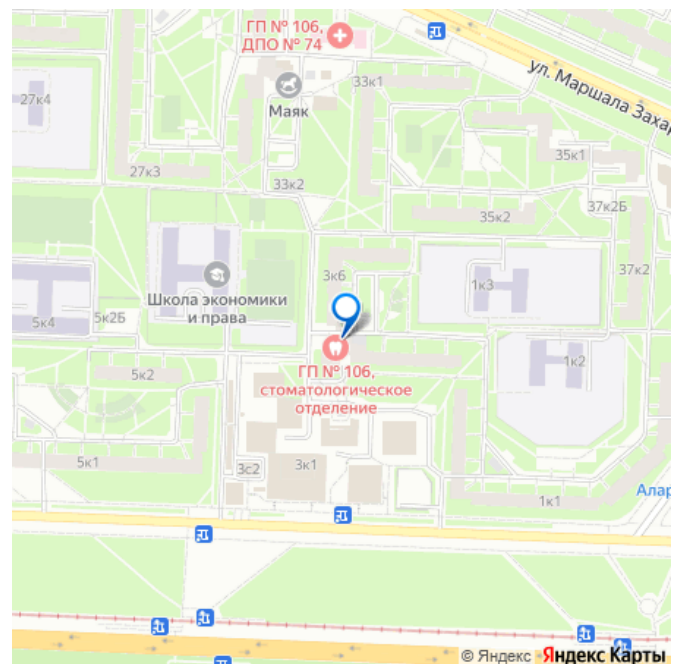 ГП № 106,
ДПО № 74
ул. Маршала Захар
33к1
27к4
Маяк
35к1
27к3
33к2
37к2Б
35к2
3к6
37к2
1к3
Школа экономики
и права
5к4
5к2Б
1к2
ГП № 106,
стоматологическое
отделение
5к2
5к1
3с2
3к1
1к1
Алар
© Яндекс Яндекс Карты